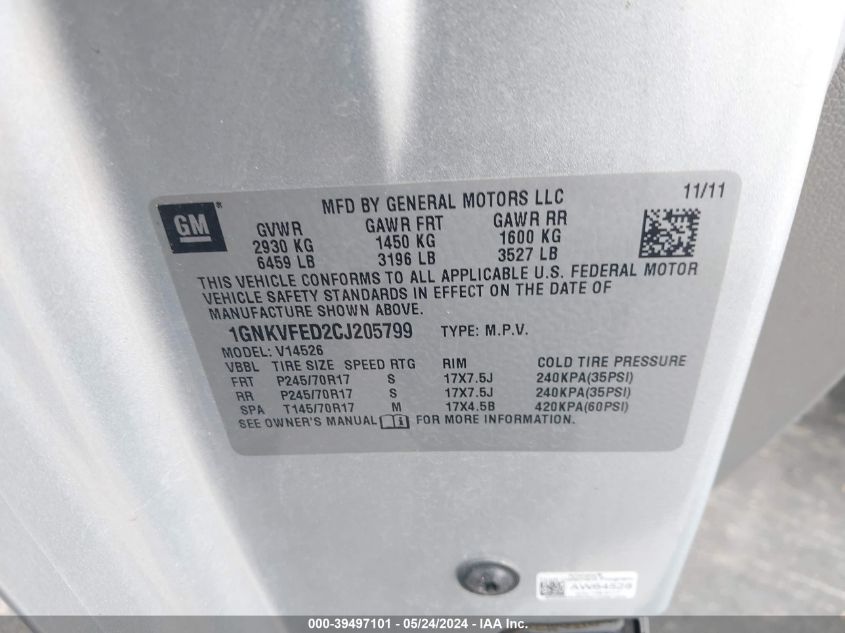 MFD BY GENERAL MOTORS LLC 11/11
GM®
GVWR GAWR FRT GAWR RR
2930 KG 1450 KG 1600 KG
6459 LB 3196 LB 3527 LB
THIS VEHICLE CONFORMS TO ALL APPLICABLE U.S. FEDERAL MOTOR
VEHICLE SAFETY STANDARDS IN EFFECT ON THE DATE OF
MANUFACTURE SHOWN ABOVE.
1GNKVFED2CJ205799 TYPE: M.P.V.
MODEL: V14526
VBBL TIRE SIZE SPEED RTG RIM COLD TIRE PRESSURE
FRT P245/70R17 S 17X7.5J 240KPA(35PSI)
RR P245/70R17 S 17X7.5J 240KPA(35PSI)
SPA T145/70R17 M 17X4.5B 420KPA(60PSI)
SEE OWNER'S MANUAL FOR MORE INFORMATION.
AW64528
000-39497101 - 05/24/2024 - IAA Inc.